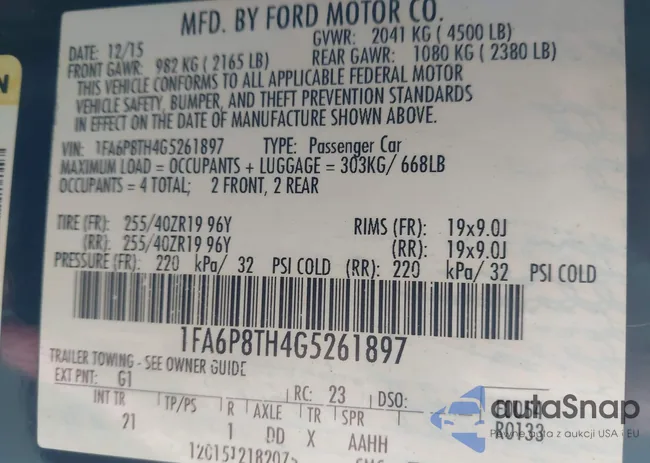 MFD. BY FORD MOTOR CO.
DATE: 12/15
GVWR: 2041 KG ( 4500 LB)
FRONT GAWR: 982 KG ( 2165 LB)
REAR GAWR: 1080 KG ( 2380 LB)
THIS VEHICLE CONFORMS TO ALL APPLICABLE FEDERAL MOTOR
VEHICLE SAFETY, BUMPER, AND THEFT PREVENTION STANDARDS
IN EFFECT ON THE DATE OF MANUFACTURE SHOWN ABOVE.
VIN: 1FA6P8TH4G5261897 TYPE: Passenger Car
MAXIMUM LOAD = OCCUPANTS + LUGGAGE = 303KG/ 668LB
OCCUPANTS = 4 TOTAL; 2 FRONT, 2 REAR
TIRE (FR): 255/40ZR19 96Y RIMS (FR): 19x9.0J
(RR): 255/40ZR19 96Y (RR): 19x9.0J
PRESSURE (FR): 220 kPa/ 32 PSI COLD (RR): 220 kPa/ 32 PSI COLD
1FA6P8TH4G5261897
TRAILER TOWING - SEE OWNER GUIDE
EXT PNT: G1 RC: 23 DSO:
INT TR TP/PS R AXLE TR SPR
21 1 DD X AAHH
R0133
autaSnap
Pewne auta z aukcji USA i EU